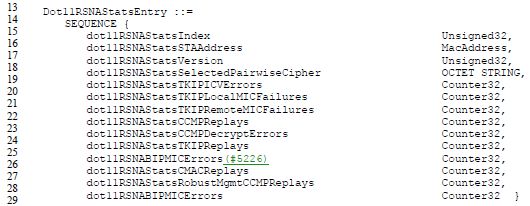 13
14 Dot11RSNAStatsEntry ::=
15 SEQUENCE {
16 dot11RSNAStatsIndex Unsigned32,
17 dot11RSNAStatsSTAAddress MacAddress,
18 dot11RSNAStatsVersion Unsigned32,
19 dot11RSNAStatsSelectedPairwiseCipher OCTET STRING,
20 dot11RSNAStatsTKIPICVErrors Counter32,
21 dot11RSNAStatsTKIPLocalMICFailures Counter32,
22 dot11RSNAStatsTKIPRemoteMICFailures Counter32,
23 dot11RSNAStatsCCMPReplays Counter32,
24 dot11RSNAStatsCCMPDecryptErrors Counter32,
25 dot11RSNAStatsTKIPReplays Counter32,
26 dot11RSNABIPMICErrors(#5226) Counter32,
27 dot11RSNAStatsCMACReplays Counter32,
28 dot11RSNAStatsRobustMgmtCCMPReplays Counter32,
29 dot11RSNABIPMICErrors Counter32 }